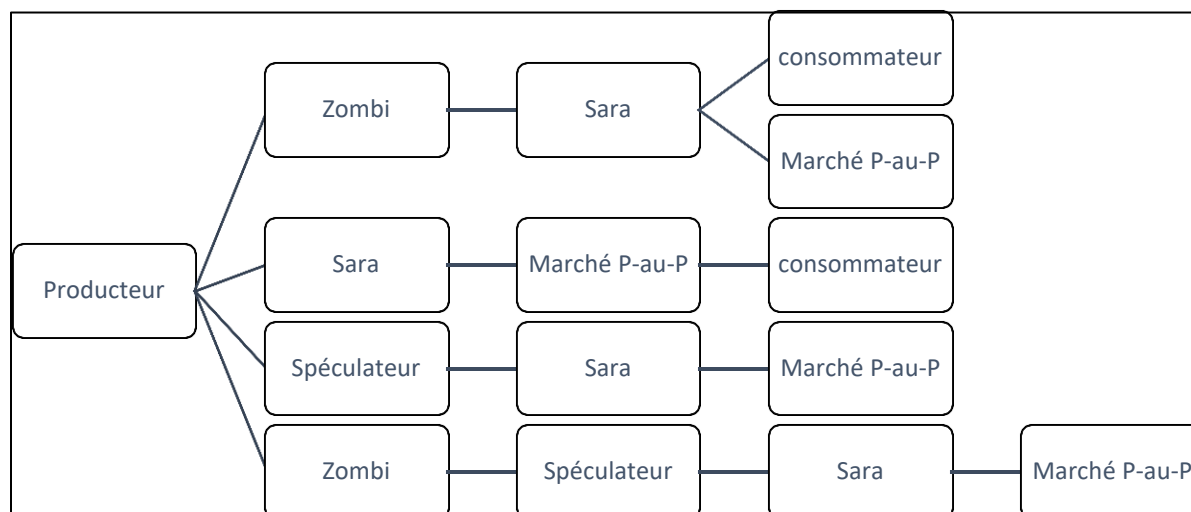 consommateur
Zombi
Sara
Marché P-au-P
Producteur
Sara
Marché P-au-P
consommateur
Spéculateur
Sara
Marché P-au-P
Zombi
Spéculateur
Sara
Marché P-au-P